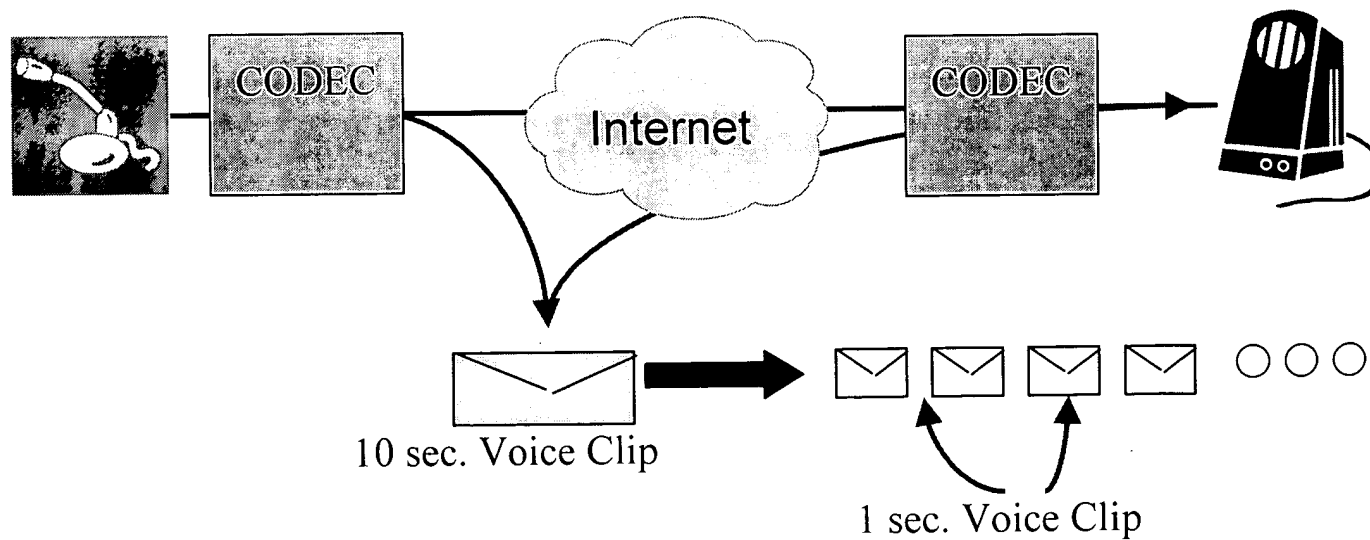 CODEC
Internet
CODEC
10 sec. Voice Clip
1 sec. Voice Clip